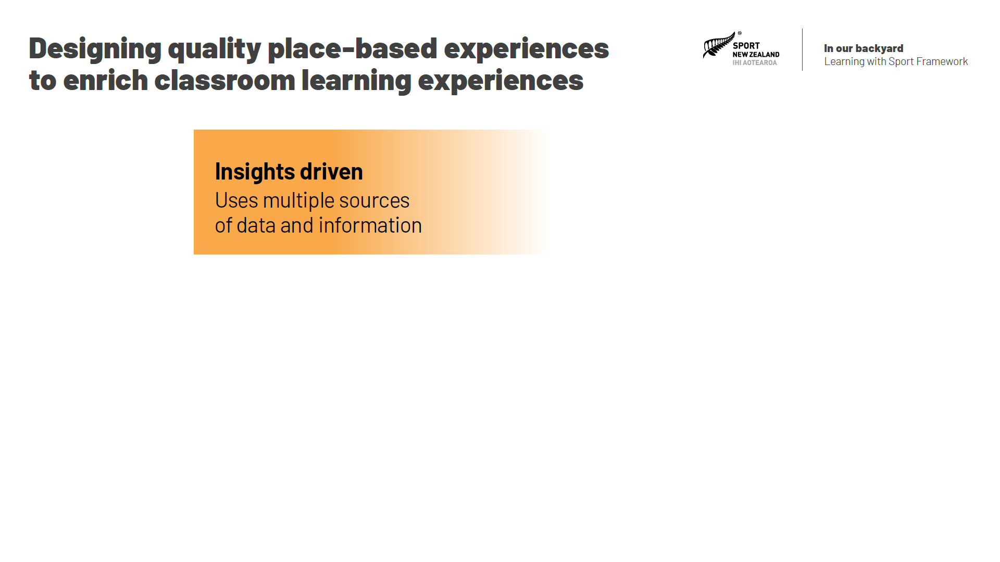 Designing quality place-based experiences
to enrich classroom learning experiences
SPORT
NEW ZEALAND
IHI AOTEAROA
In our backyard
Learning with Sport Framework
Insights driven
Uses multiple sources
of data and information